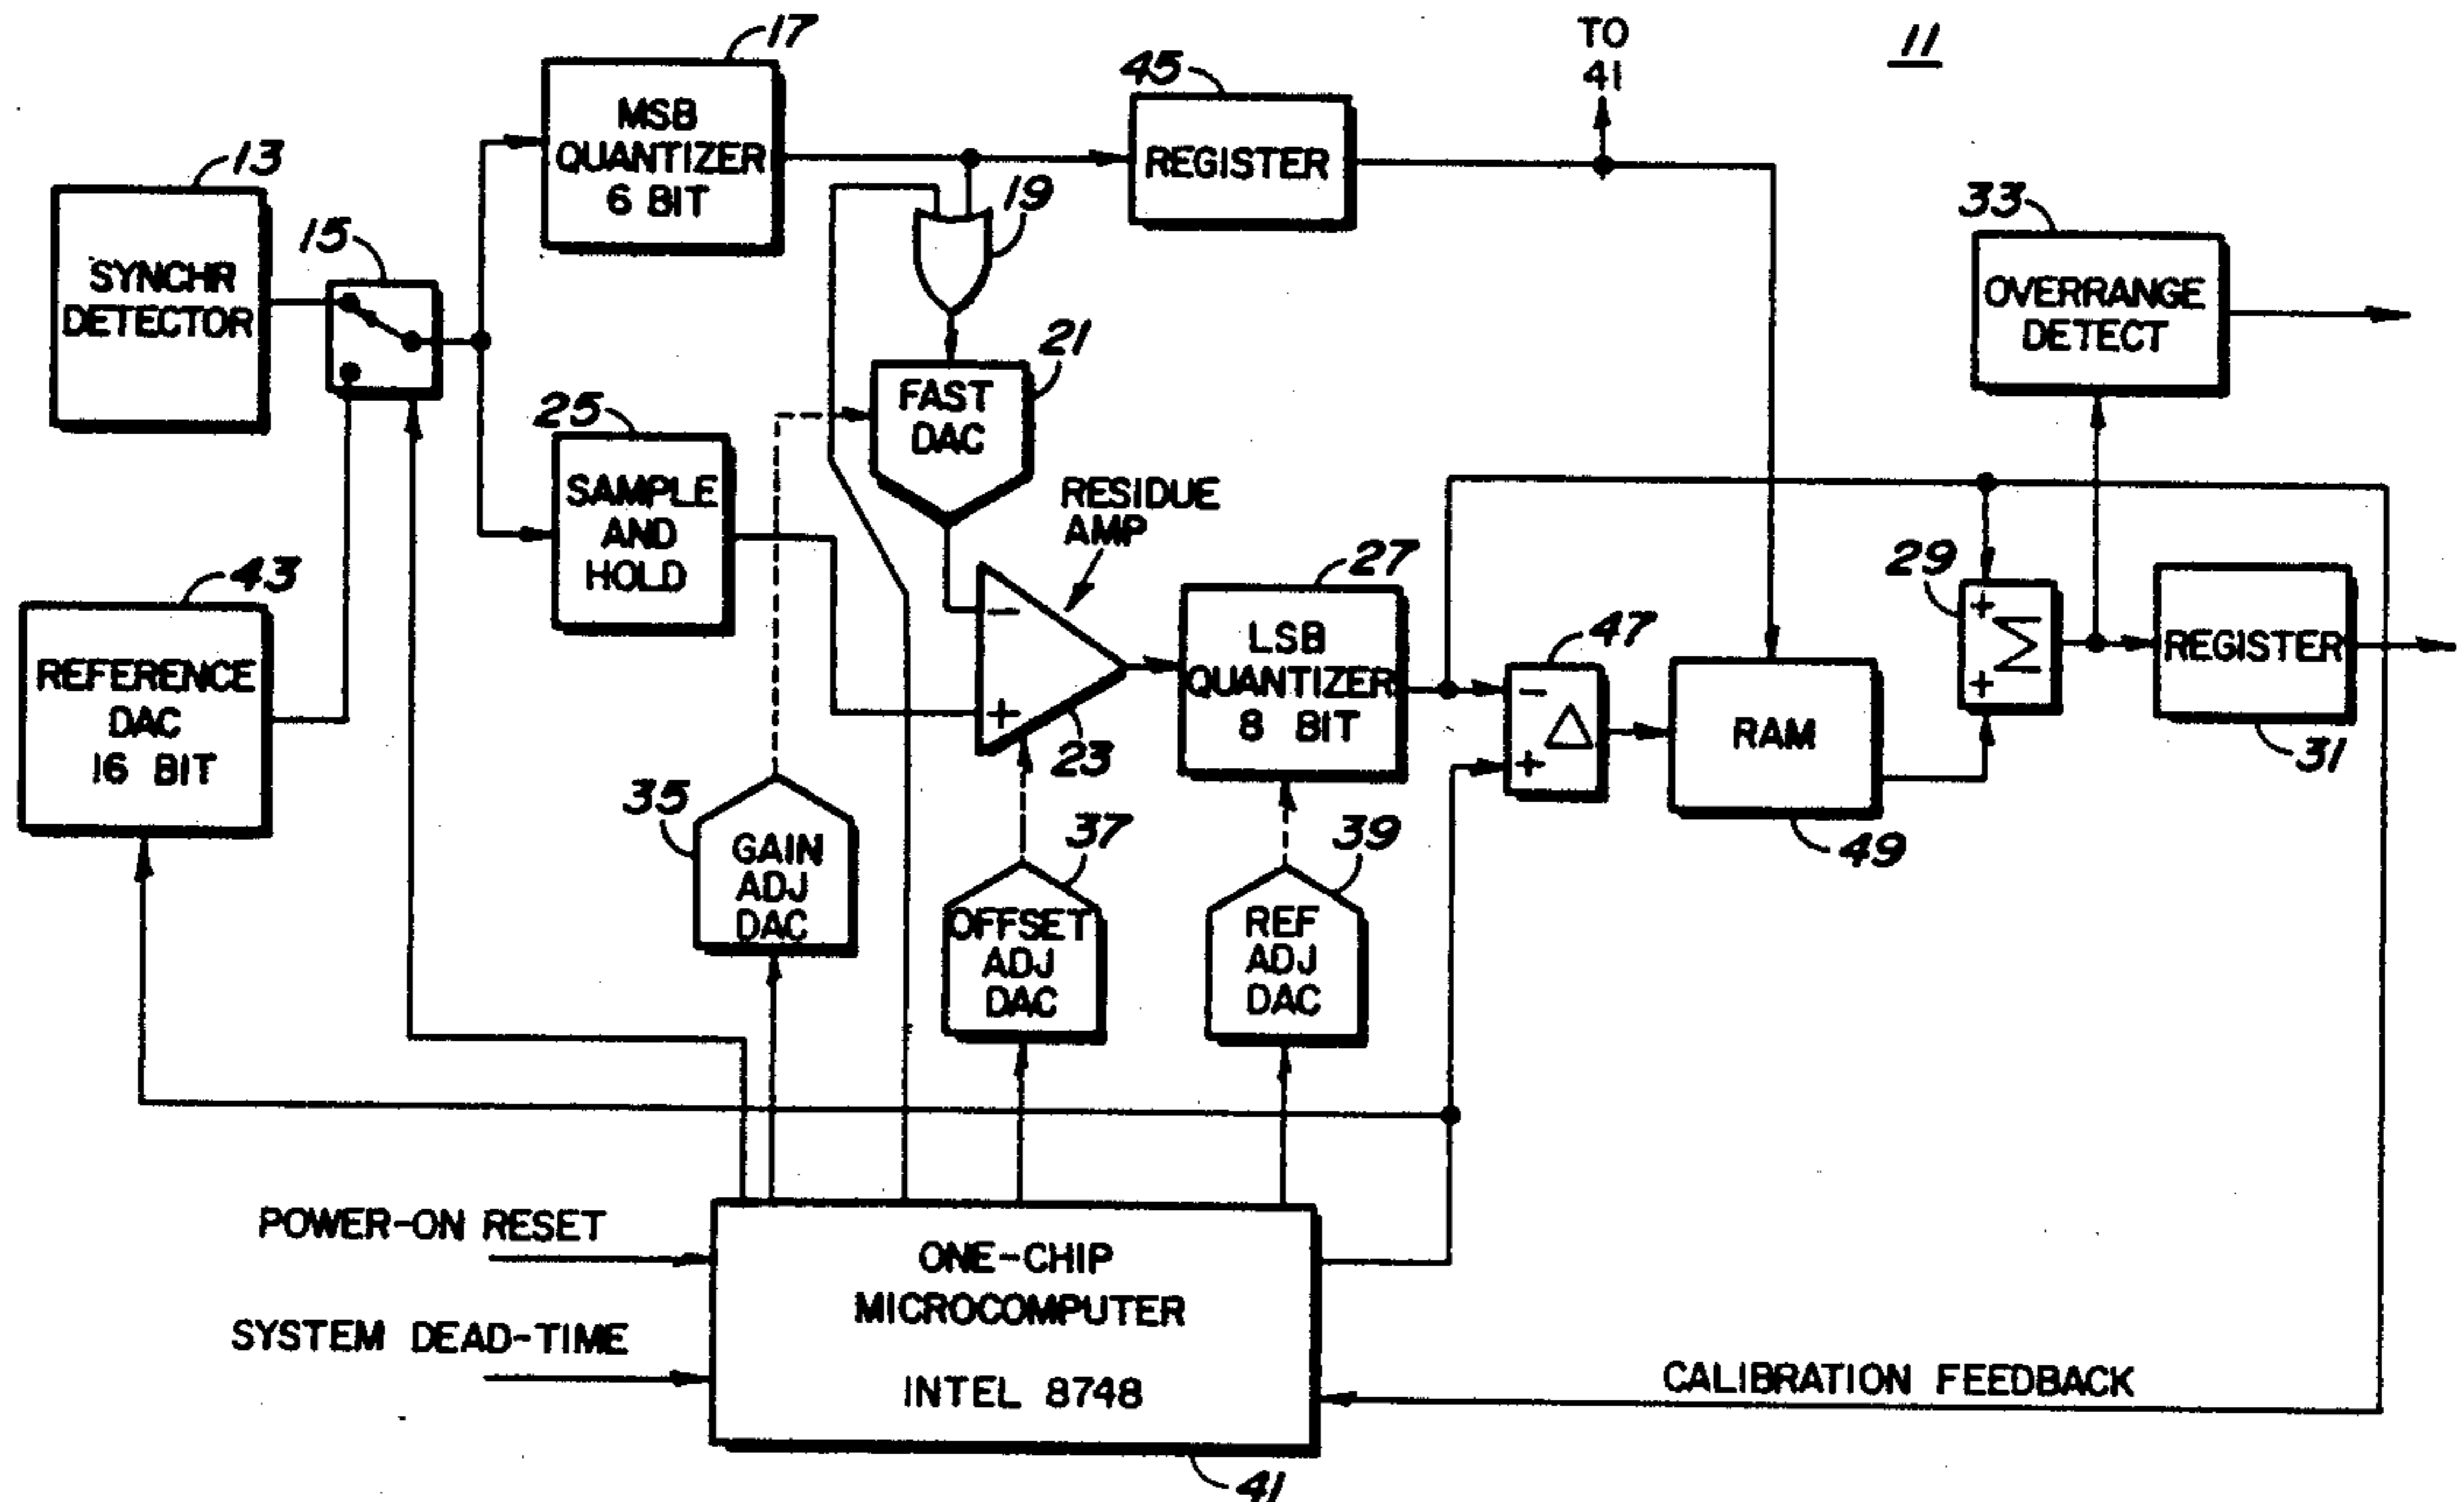 11
17
MSB
QUANTIZER
6 BIT
45
REGISTER
TO
41
13
SYNCHR
DETECTOR
15
19
33
OVERRANGE
DETECT
21
FAST
DAC
25
SAMPLE
AND
HOLD
RESIDUE
AMP
−
+
23
27
LSB
QUANTIZER
8 BIT
47
−
Δ
+
RAM
49
29
+
Σ
+
REGISTER
31
43
REFERENCE
DAC
16 BIT
35
GAIN
ADJ
DAC
37
OFFSET
ADJ
DAC
39
REF
ADJ
DAC
POWER-ON RESET
SYSTEM DEAD-TIME
ONE-CHIP
MICROCOMPUTER
INTEL 8748
CALIBRATION FEEDBACK
41